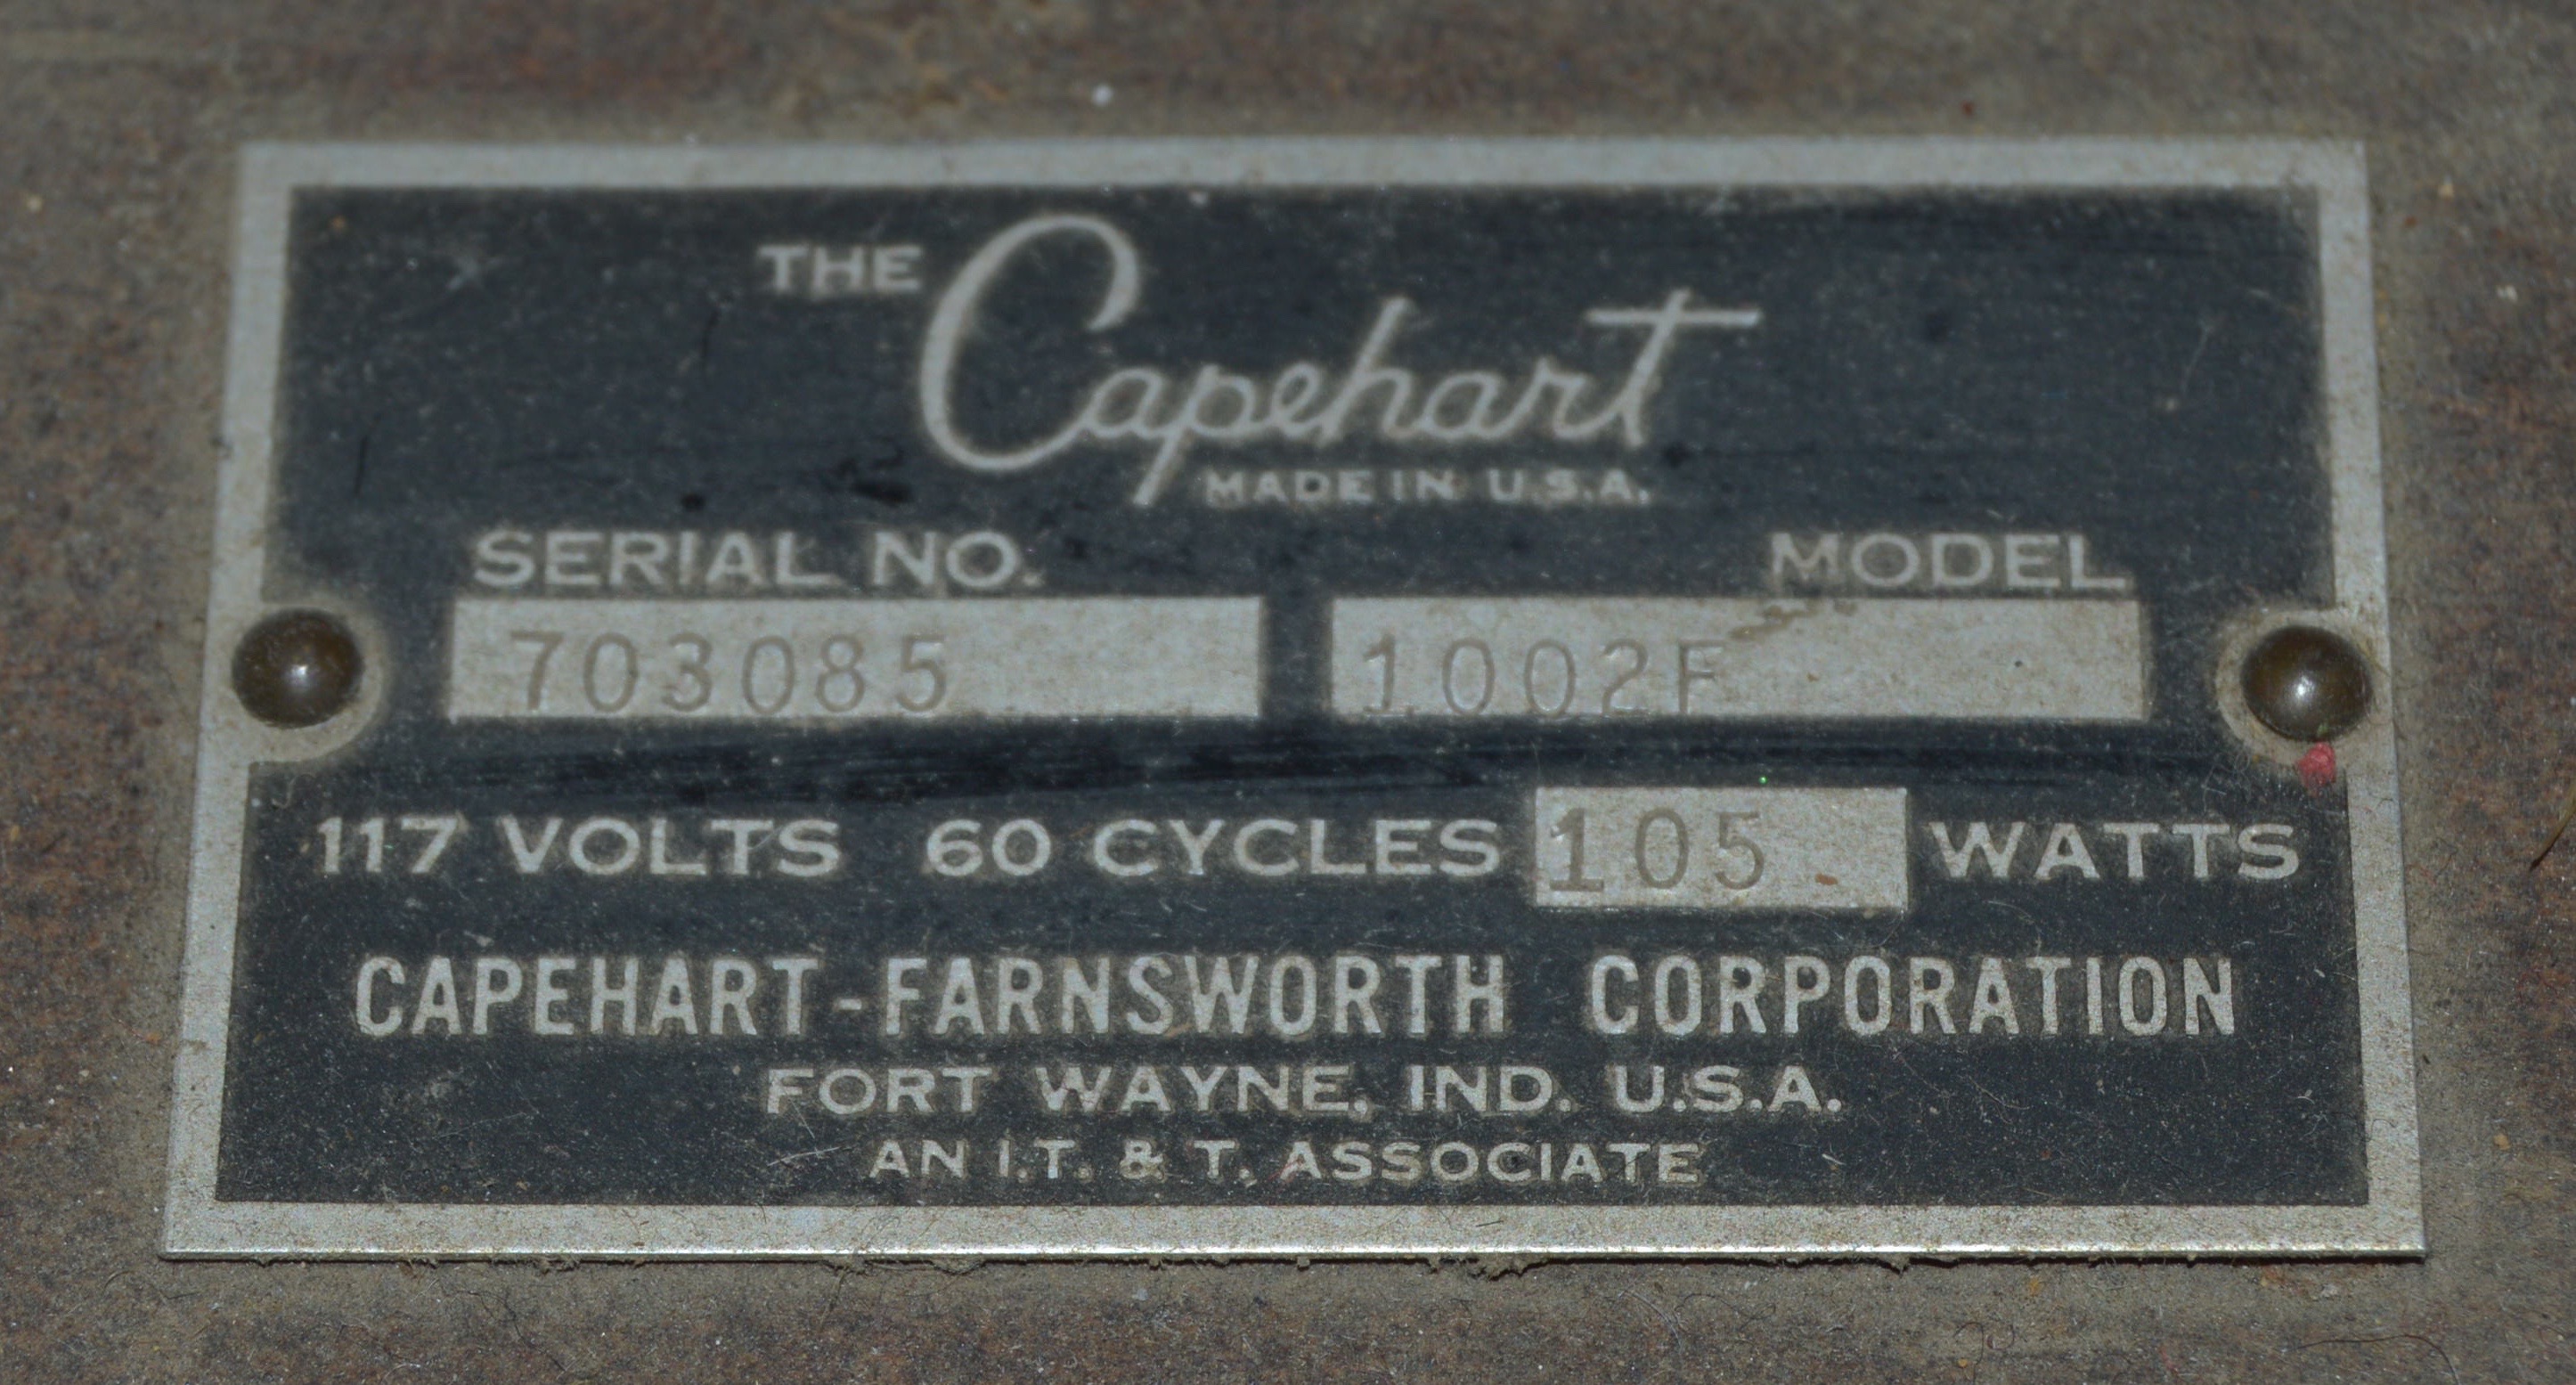 THE Capehart
MADE IN U.S.A.
SERIAL NO. MODEL
703085 1002F
117 VOLTS 60 CYCLES 105 WATTS
CAPEHART-FARNSWORTH CORPORATION
FORT WAYNE, IND. U.S.A.
AN I.T. & T. ASSOCIATE